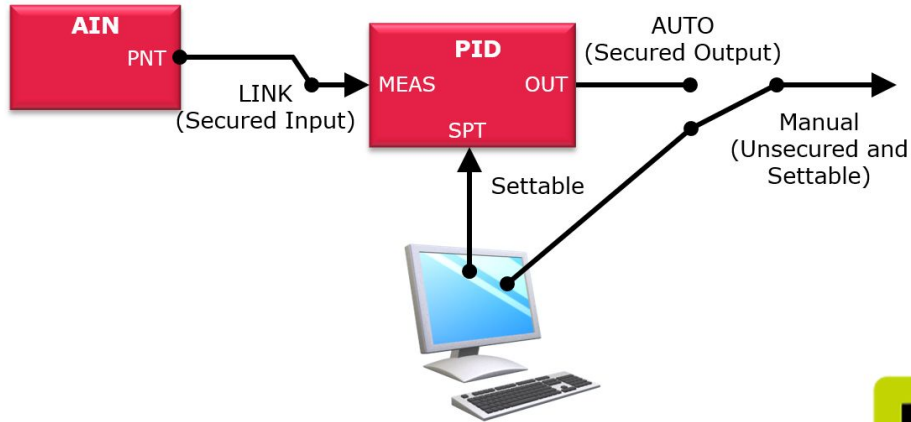 AIN
PNT
LINK
(Secured Input)
PID
MEAS
OUT
SPT
AUTO
(Secured Output)
Manual
(Unsecured and
Settable)
Settable